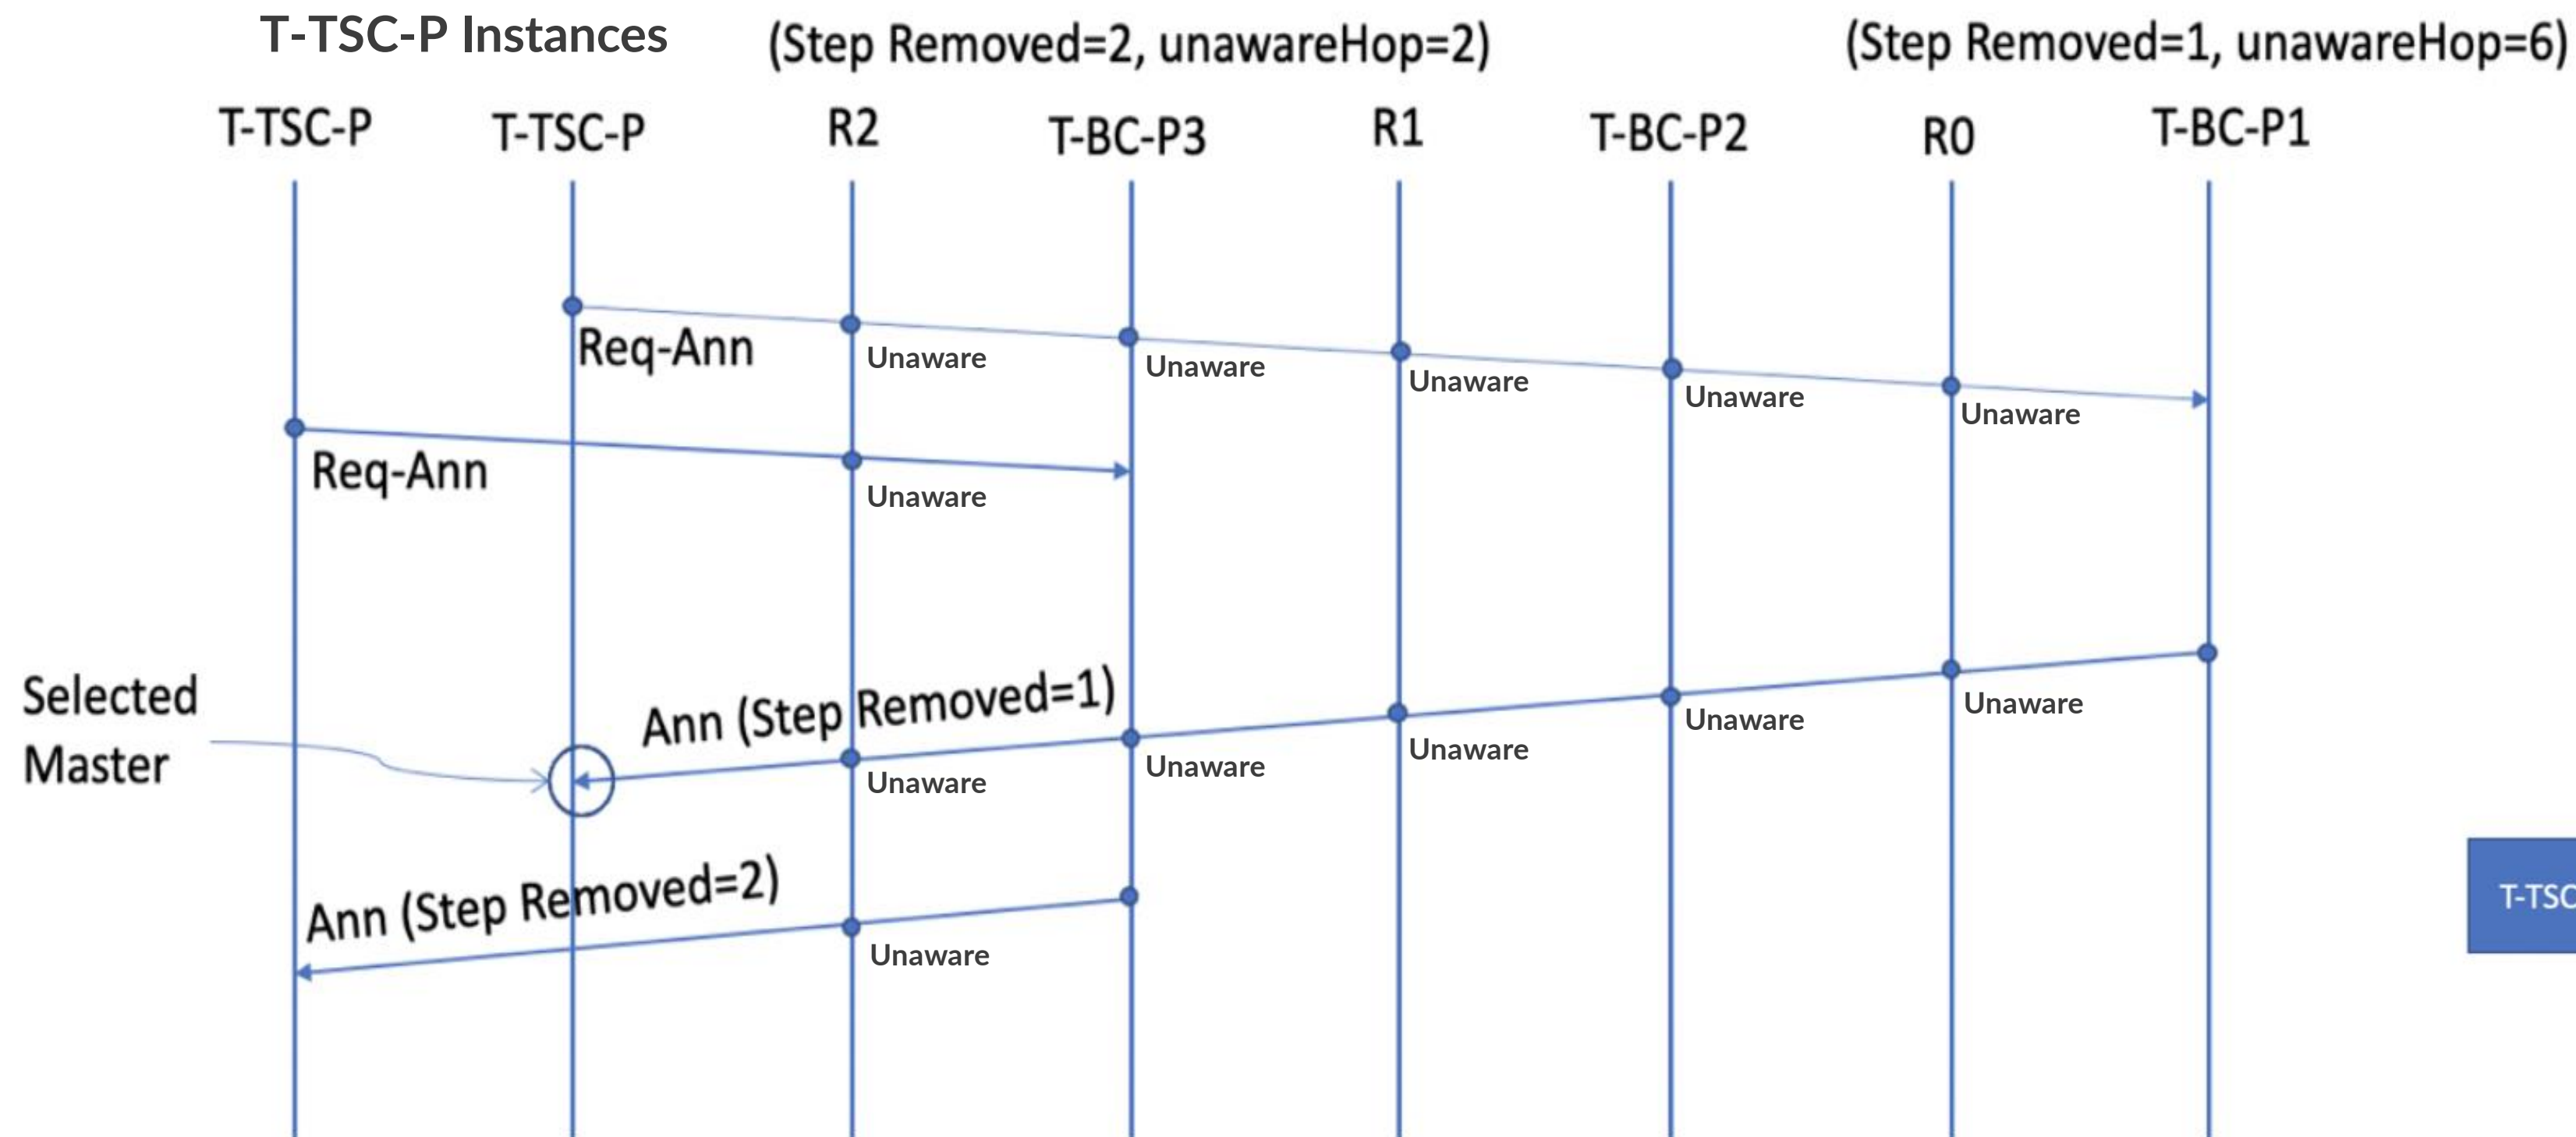 T-TSC-P Instances
(Step Removed=2, unawareHop=2)
(Step Removed=1, unawareHop=6)
T-TSC-P
T-TSC-P
R2
T-BC-P3
R1
T-BC-P2
R0
T-BC-P1
Req-Ann
Unaware
Unaware
Unaware
Unaware
Unaware
Req-Ann
Unaware
Selected
Master
Ann (Step Removed=1)
Unaware
Unaware
Unaware
Unaware
Unaware
Ann (Step Removed=2)
Unaware